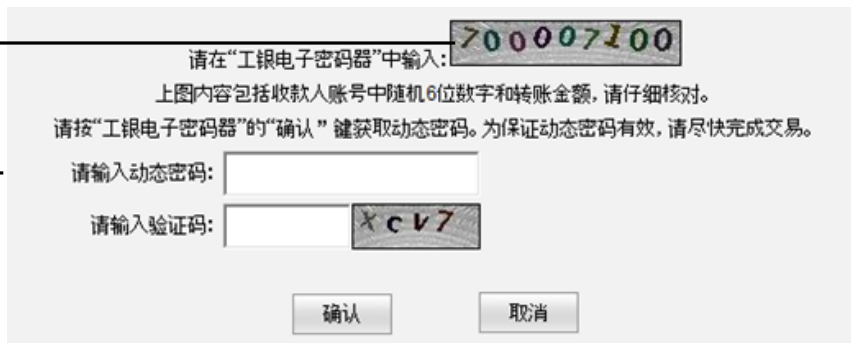 请在“工银电子密码器”中输入: 700007100
上图内容包括收款人账号中随机6位数字和转账金额, 请仔细核对。
请按“工银电子密码器”的“确认” 键获取动态密码。为保证动态密码有效, 请尽快完成交易。
请输入动态密码:
请输入验证码: xcv7
确认 取消